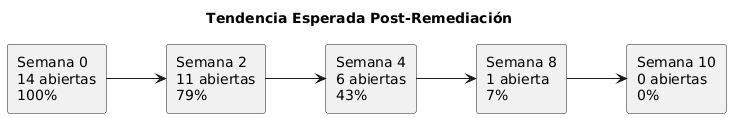 Tendencia Esperada Post-Remediación
Semana 0
14 abiertas
100%
Semana 2
11 abiertas
79%
Semana 4
6 abiertas
43%
Semana 8
1 abierta
7%
Semana 10
0 abiertas
0%